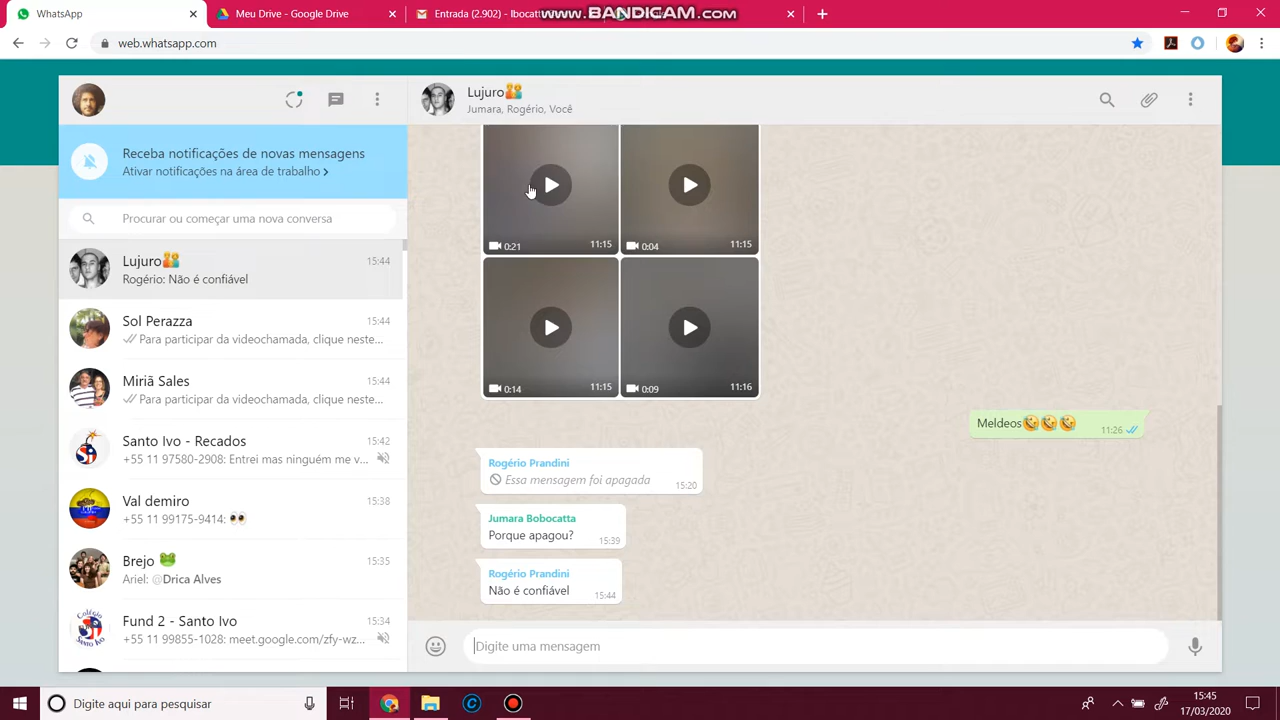 WhatsApp
Meu Drive - Google Drive
Entrada (2.902) - lbocat
www.BANDICAM.com
web.whatsapp.com
Lujuro
Jumara, Rogério, Você
Receba notificações de novas mensagens
Ativar notificações na área de trabalho >
Procurar ou começar uma nova conversa
Lujuro 15:44
Rogério: Não é confiável
Sol Perazza 15:44
Para participar da videochamada, clique neste...
Miriã Sales 15:44
Para participar da videochamada, clique neste...
Santo Ivo - Recados 15:42
+55 11 97580-2908: Entrei mas ninguém me v...
Val demiro 15:38
+55 11 99175-9414: 👀
Brejo 🐸 15:35
Ariel: @Drica Alves
Fund 2 - Santo Ivo 15:34
+55 11 99855-1028: meet.google.com/zfy-wz...
0:21 11:15
0:04 11:15
0:14 11:15
0:09 11:16
Meldeos🤣🤣🤣 11:26
Rogério Prandini
Essa mensagem foi apagada 15:20
Jumara Bobocatta
Porque apagou? 15:39
Rogério Prandini
Não é confiável 15:44
Digite uma mensagem
Digite aqui para pesquisar
15:45
17/03/2020